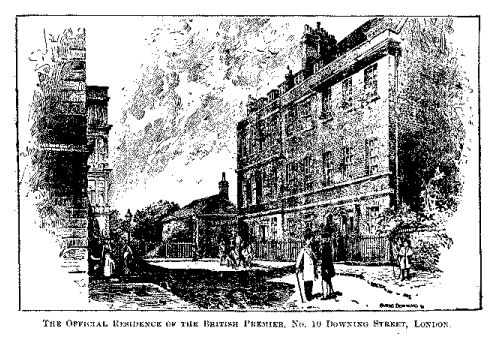 THE OFFICIAL RESIDENCE OF THE BRITISH PREMIER, NO. 10 DOWNING STREET, LONDON.